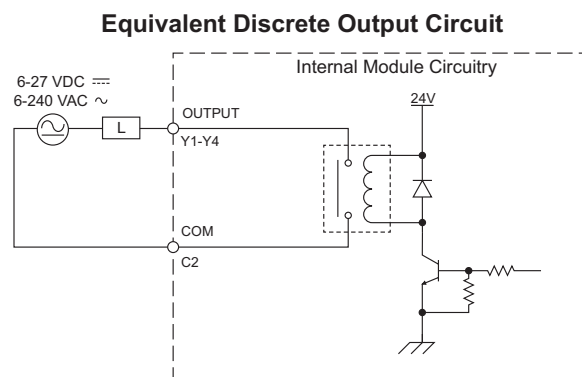 Equivalent Discrete Output Circuit
Internal Module Circuitry
6-27 VDC
6-240 VAC ~
24V
OUTPUT
L
Y1-Y4
COM
C2